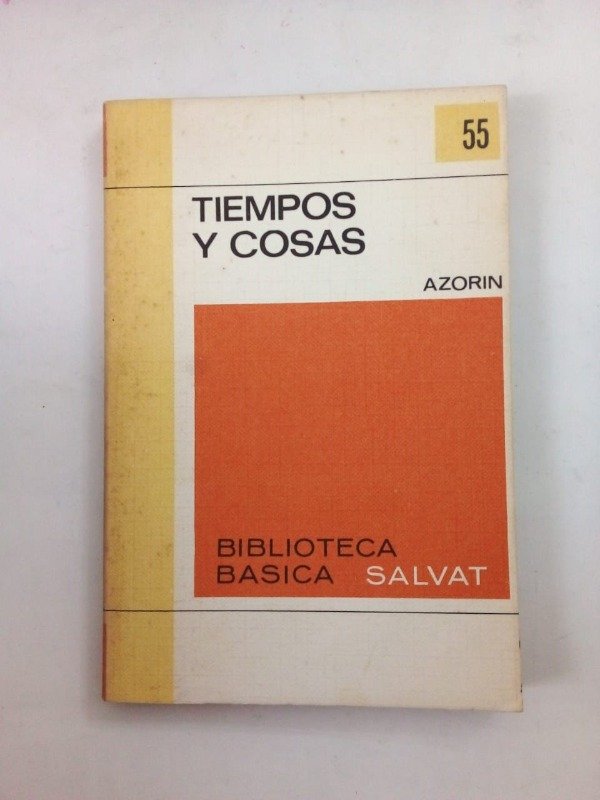 55
TIEMPOS
Y COSAS
AZORIN
BIBLIOTECA
BASICA SALVAT